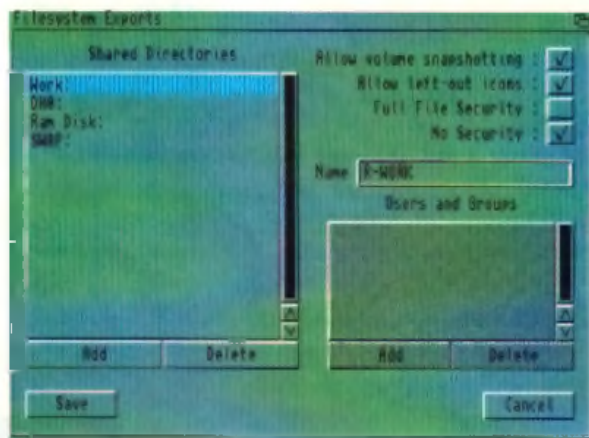 Filesystem Exports
Shared Directories
Work:
DH0:
Ram Disk:
SWAP:
Add
Delete
Allow volume snapshotting :
Allow left-out icons :
Full File Security :
No Security :
Name R-WORK
Users and Groups
Add
Delete
Save
Cancel